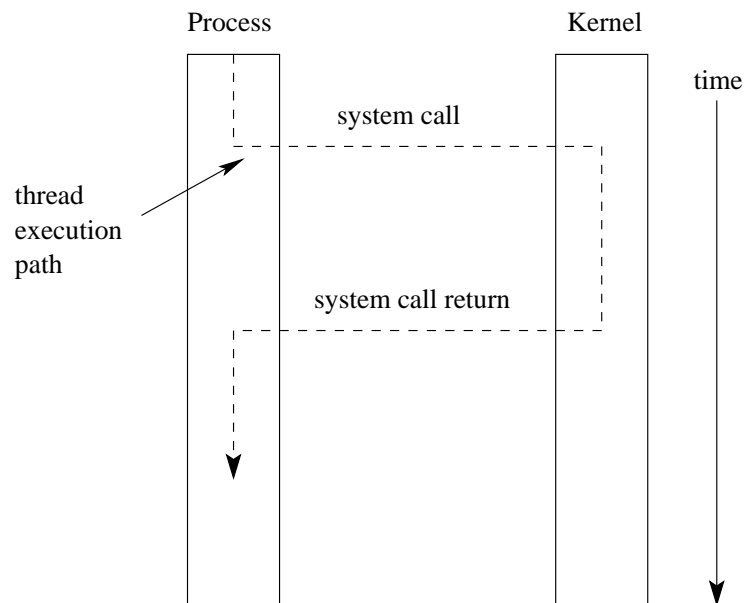 Process
Kernel
time
system call
thread
execution
path
system call return